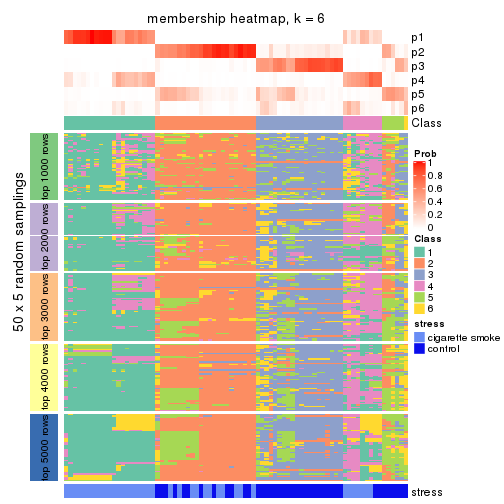 membership heatmap, k = 6
p1
p2
p3
p4
p5
p6
Class
50 x 5 random samplings
top 1000 rows
top 2000 rows
top 3000 rows
top 4000 rows
top 5000 rows
Prob
1
0.8
0.6
0.4
0.2
0
Class
1
2
3
4
5
6
stress
cigarette smoke
control
stress